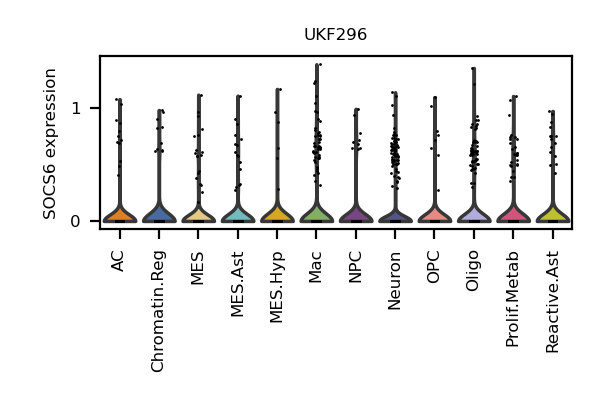 UKF296
SOCS6 expression
1
0
AC
Chromatin.Reg
MES
MES.Ast
MES.Hyp
Mac
NPC
Neuron
OPC
Oligo
Prolif.Metab
Reactive.Ast